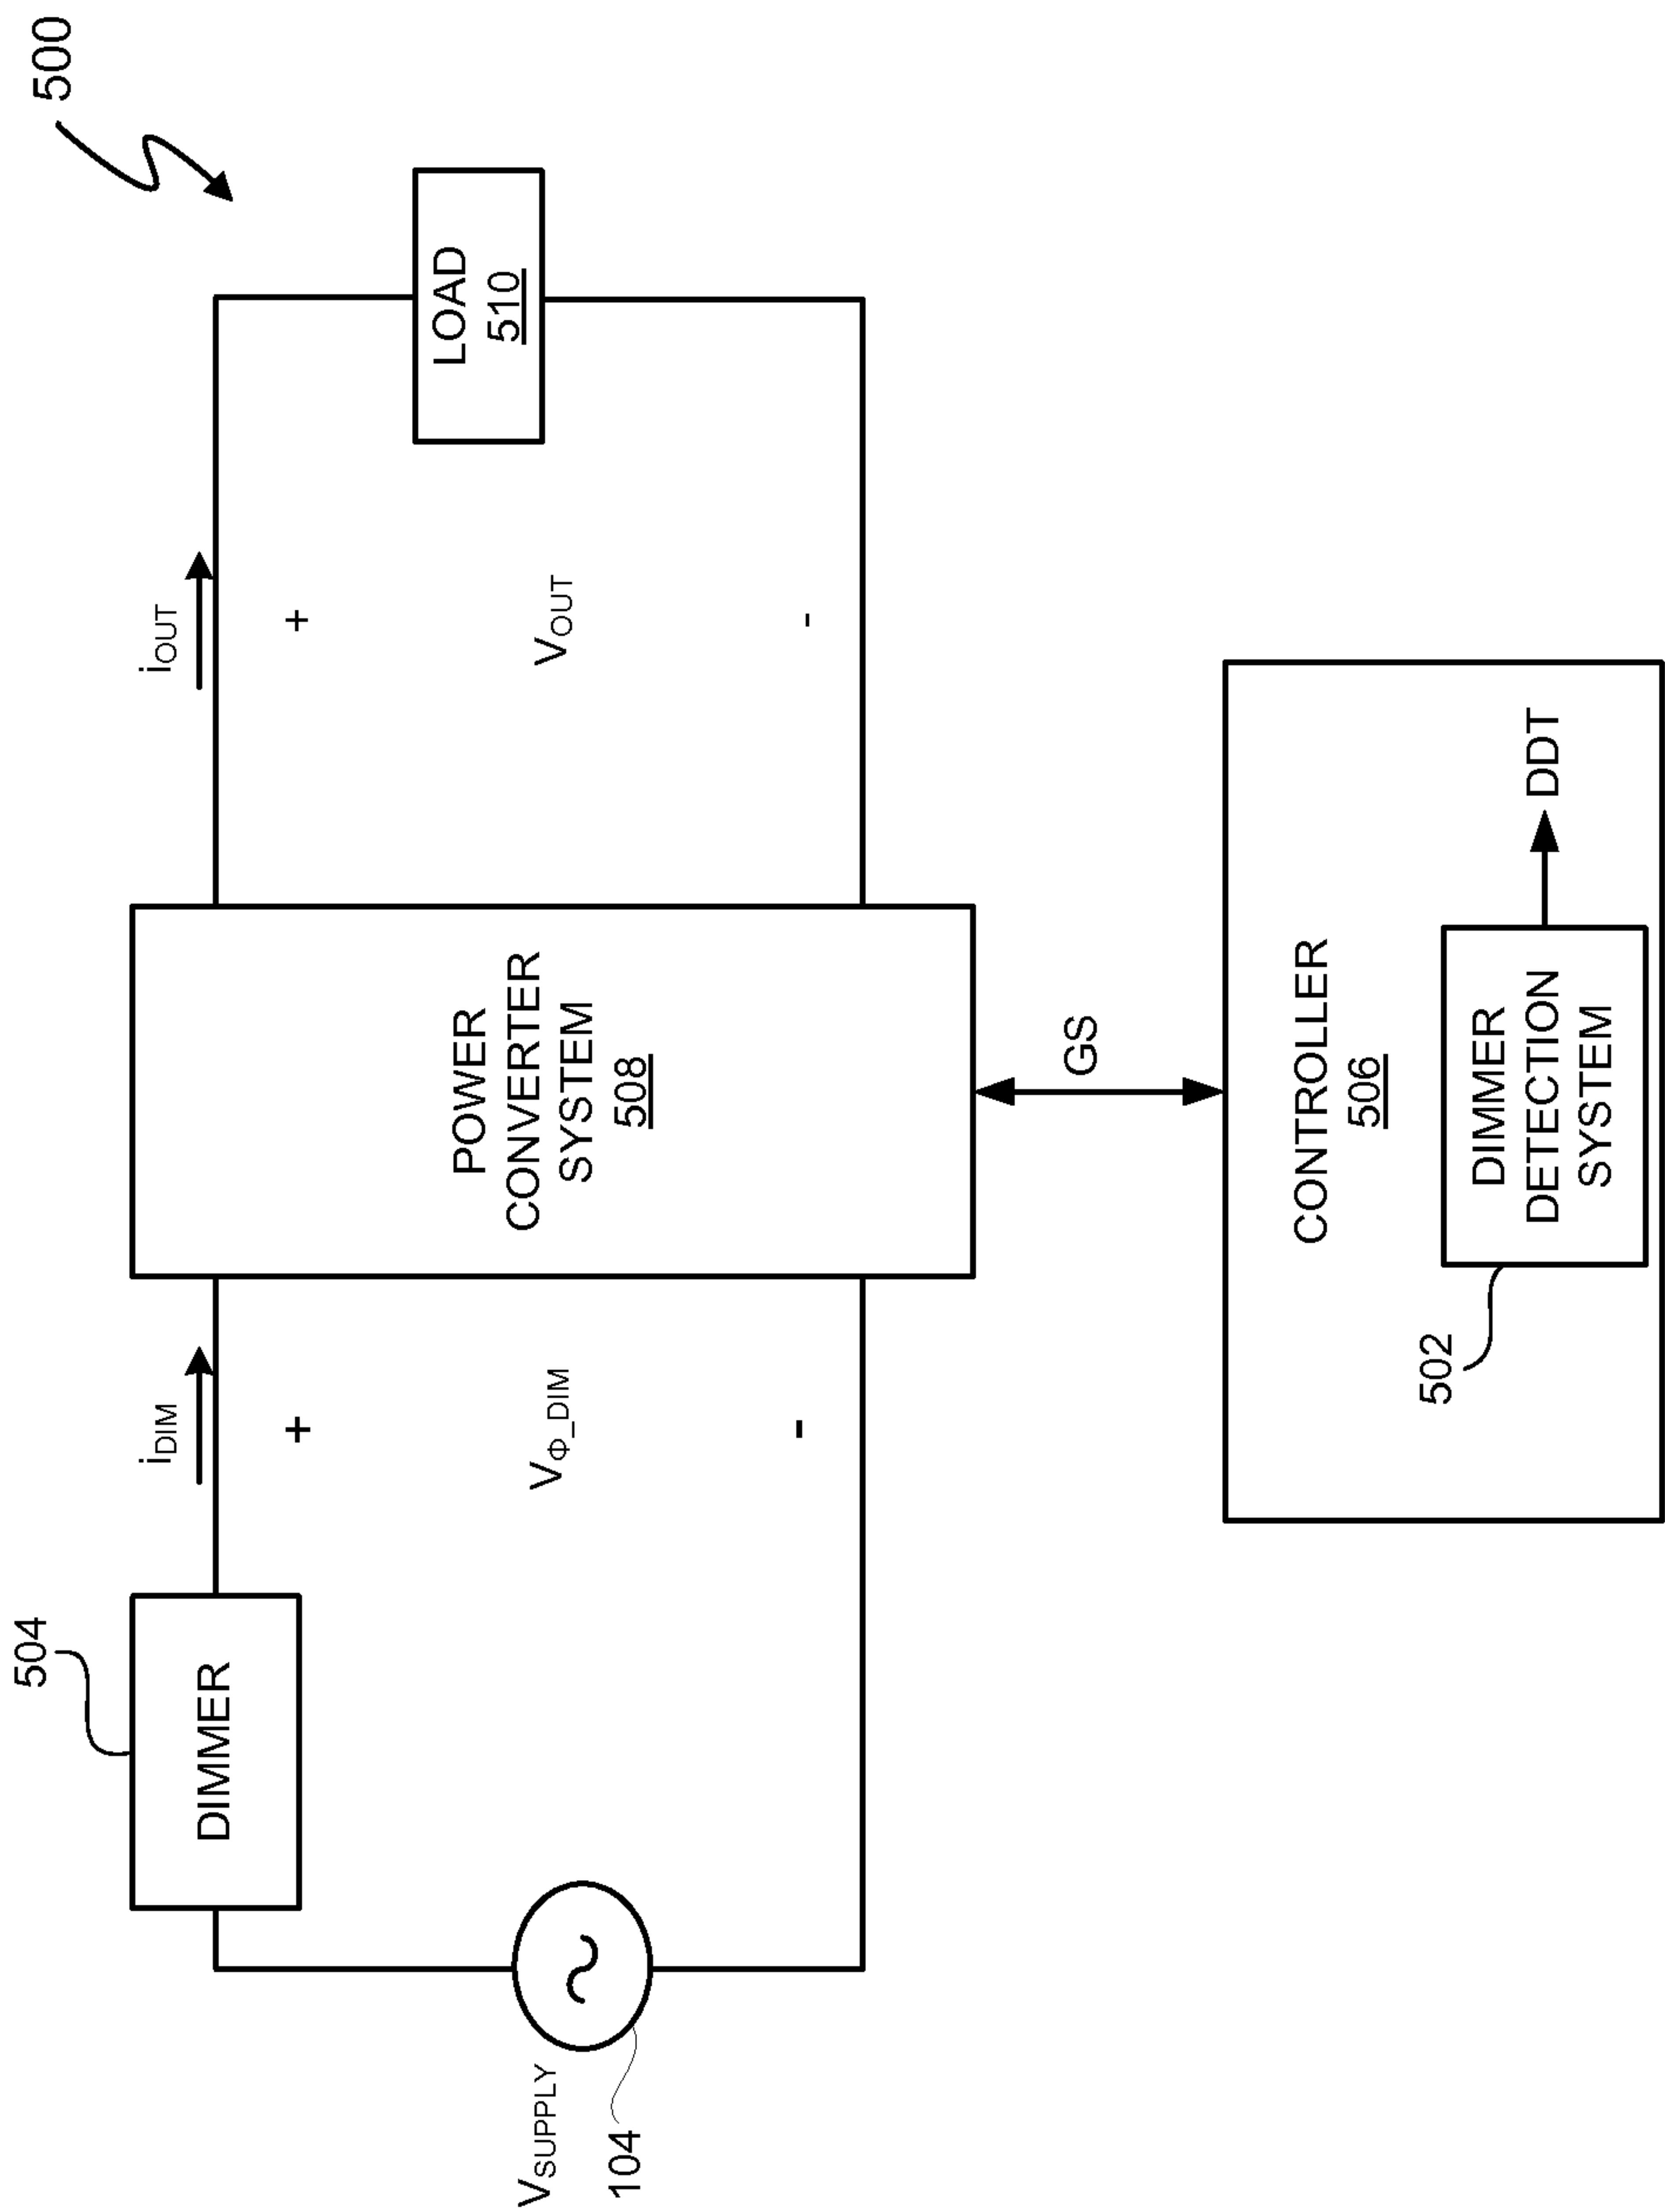 500
504
DIMMER
iDIM
+
VΦ_DIM
-
VSUPPLY
104
POWER
CONVERTER
SYSTEM
508
iOUT
+
VOUT
-
LOAD
510
GS
CONTROLLER
506
502
DIMMER
DETECTION
SYSTEM
DDT